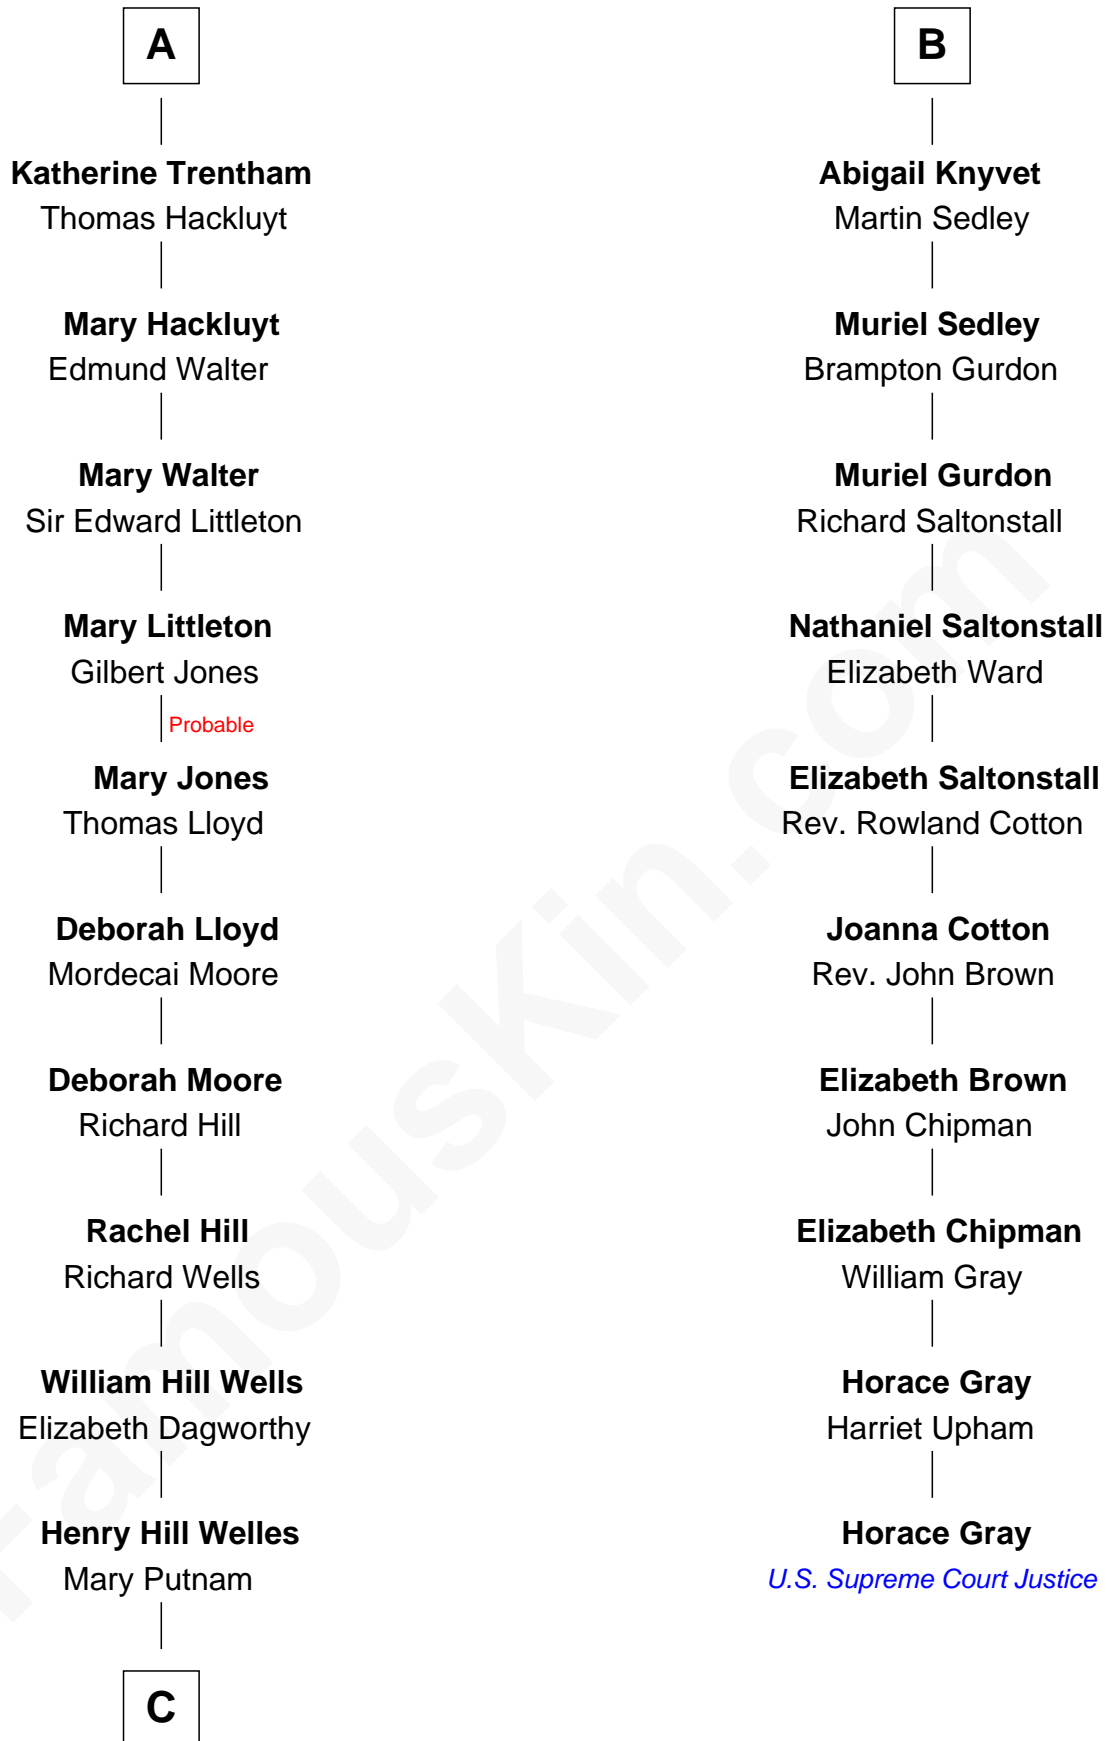 A
Katherine Trentham
Thomas Hackluyt
Mary Hackluyt
Edmund Walter
Mary Walter
Sir Edward Littleton
Mary Littleton
Gilbert Jones
Probable
Mary Jones
Thomas Lloyd
Deborah Lloyd
Mordecai Moore
Deborah Moore
Richard Hill
Rachel Hill
Richard Wells
William Hill Wells
Elizabeth Dagworthy
Henry Hill Welles
Mary Putnam
C
B
Abigail Knyvet
Martin Sedley
Muriel Sedley
Brampton Gurdon
Muriel Gurdon
Richard Saltonstall
Nathaniel Saltonstall
Elizabeth Ward
Elizabeth Saltonstall
Rev. Rowland Cotton
Joanna Cotton
Rev. John Brown
Elizabeth Brown
John Chipman
Elizabeth Chipman
William Gray
Horace Gray
Harriet Upham
Horace Gray
U.S. Supreme Court Justice
FamousKin.com